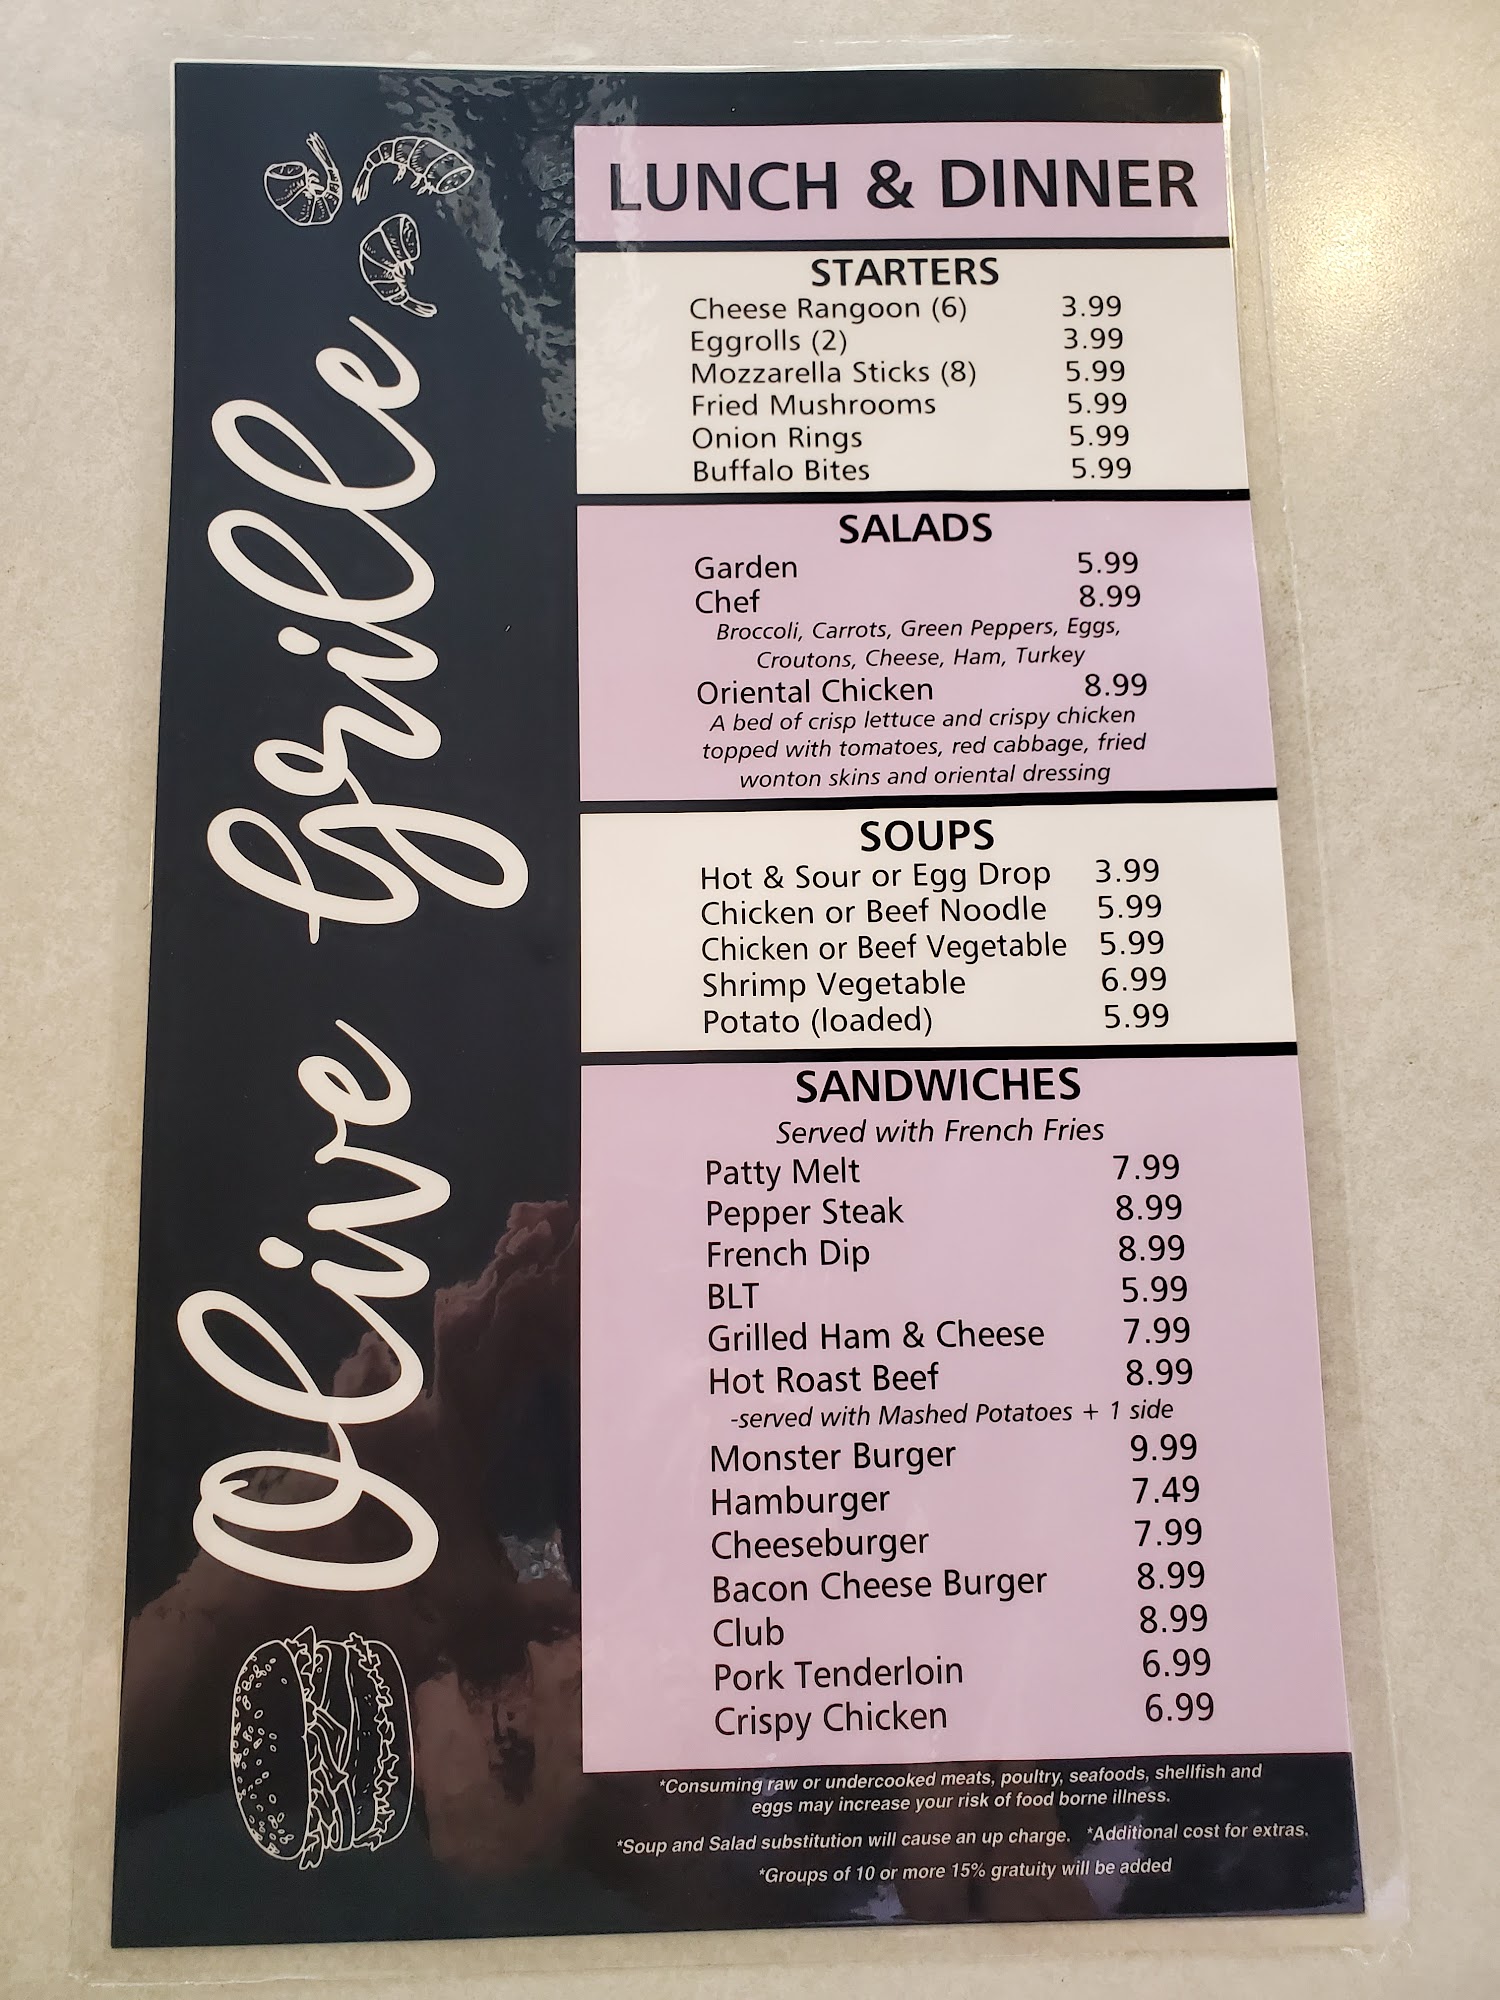 Olive Grille
LUNCH & DINNER
STARTERS
Cheese Rangoon (6) 3.99
Eggrolls (2) 3.99
Mozzarella Sticks (8) 5.99
Fried Mushrooms 5.99
Onion Rings 5.99
Buffalo Bites 5.99
SALADS
Garden 5.99
Chef 8.99
Broccoli, Carrots, Green Peppers, Eggs,
Croutons, Cheese, Ham, Turkey
Oriental Chicken 8.99
A bed of crisp lettuce and crispy chicken
topped with tomatoes, red cabbage, fried
wonton skins and oriental dressing
SOUPS
Hot & Sour or Egg Drop 3.99
Chicken or Beef Noodle 5.99
Chicken or Beef Vegetable 5.99
Shrimp Vegetable 6.99
Potato (loaded) 5.99
SANDWICHES
Served with French Fries
Patty Melt 7.99
Pepper Steak 8.99
French Dip 8.99
BLT 5.99
Grilled Ham & Cheese 7.99
Hot Roast Beef 8.99
-served with Mashed Potatoes + 1 side
Monster Burger 9.99
Hamburger 7.49
Cheeseburger 7.99
Bacon Cheese Burger 8.99
Club 8.99
Pork Tenderloin 6.99
Crispy Chicken 6.99
*Consuming raw or undercooked meats, poultry, seafoods, shellfish and
eggs may increase your risk of food borne illness.
*Soup and Salad substitution will cause an up charge. *Additional cost for extras.
*Groups of 10 or more 15% gratuity will be added